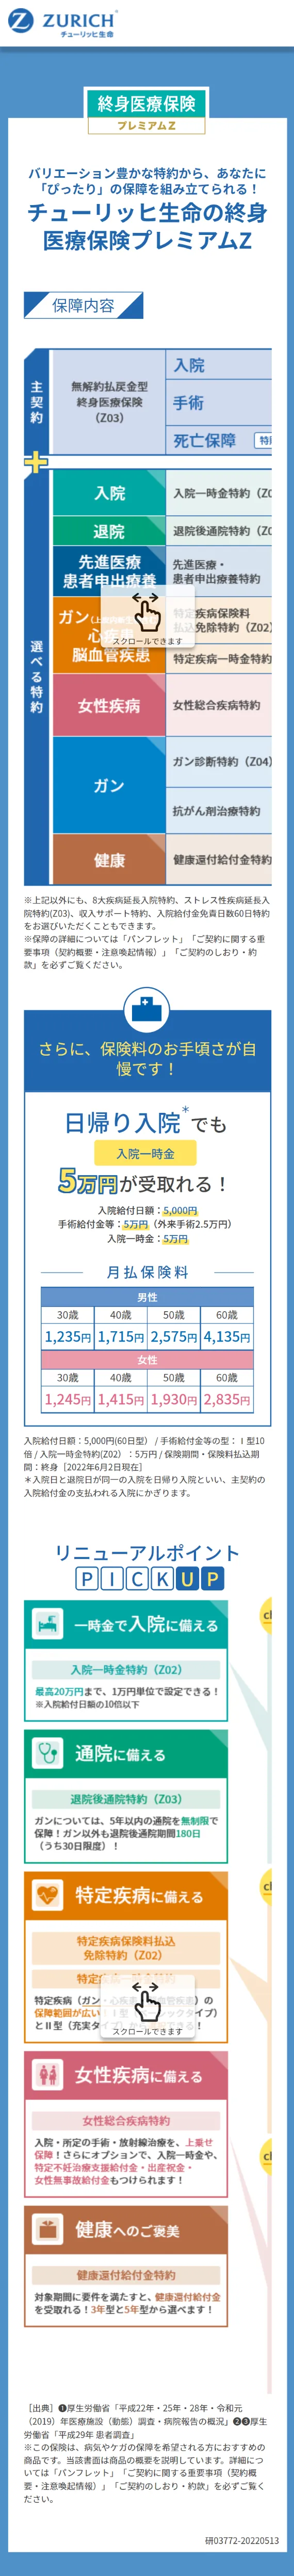 ZURICH
チューリッヒ生命
終身医療保険
プレミアムZ
バリエーション豊かな特約から、あなたに
「ぴったり」の保障を組み立てられる！
チューリッヒ生命の終身
医療保険プレミアムZ
保障内容
主契約
無解約払戻金型
終身医療保険
（Z03）
入院
手術
死亡保障
選べる特約
入院
入院一時金特約（Z0
退院
退院後通院特約（Z0
先進医療
患者申出療養
先進医療・
患者申出療養特約
ガン
脳血管疾患
特定疾病保険料
払込免除特約（Z02）
特定疾病一時金特約
スクロールできます
女性疾病
女性総合疾病特約
ガン
ガン診断特約（Z04）
抗がん剤治療特約
健康
健康還付給付金特約
※上記以外にも、8大疾病延長入院特約、ストレス性疾病延長入
院特約(Z03)、収入サポート特約、入院給付金免責日数60日特約
をお選びいただくこともできます。
※保障の詳細については「パンフレット」「ご契約に関する重
要事項（契約概要・注意喚起情報）」「ご契約のしおり・約
款」を必ずご覧ください。
さらに、保険料のお手頃さが自
慢です！
日帰り入院＊でも
入院一時金
5万円が受取れる！
入院給付日額：5,000円
手術給付金等：5万円（外来手術2.5万円）
入院一時金：5万円
月払保険料
男性
30歳 40歳 50歳 60歳
1,235円 1,715円 2,575円 4,135円
女性
30歳 40歳 50歳 60歳
1,245円 1,415円 1,930円 2,835円
入院給付日額：5,000円(60日型） / 手術給付金等の型：Ⅰ型10
倍 / 入院一時金特約(Z02) ：5万円 / 保険期間・保険料払込期
間：終身［2022年6月2日現在］
＊入院日と退院日が同一の入院を日帰り入院といい、主契約の
入院給付金の支払われる入院にかぎります。
リニューアルポイント
PICKUP
一時金で入院に備える
入院一時金特約（Z02）
最高20万円まで、1万円単位で設定できる！
※入院給付日額の10倍以下
通院に備える
退院後通院特約（Z03）
ガンについては、5年以内の通院を無制限で
保障！ガン以外も退院後通院期間180日
（うち30日限度）！
特定疾病に備える
特定疾病保険料払込
免除特約（Z02）
特定疾病（ガン
保障範囲が広い
とⅡ型（充実タ
スクロールできます
女性疾病に備える
女性総合疾病特約
入院・所定の手術・放射線治療を、上乗せ
保障！さらにオプションで、入院一時金や、
特定不妊治療支援給付金・出産祝金・
女性無事故給付金もつけられます！
健康へのご褒美
健康還付給付金特約
対象期間に要件を満たすと、健康還付給付金
を受取れる！3年型と5年型から選べます！
［出典］❶厚生労働省「平成22年・25年・28年・令和元
（2019）年医療施設（動態）調査・病院報告の概況」❷❸厚生
労働省「平成29年 患者調査」
※この保険は、病気やケガの保障を希望される方におすすめの
商品です。当該書面は商品の概要を説明しています。詳細につ
いては「パンフレット」「ご契約に関する重要事項（契約概
要・注意喚起情報）」「ご契約のしおり・約款」を必ずご覧く
ださい。
研03772-20220513